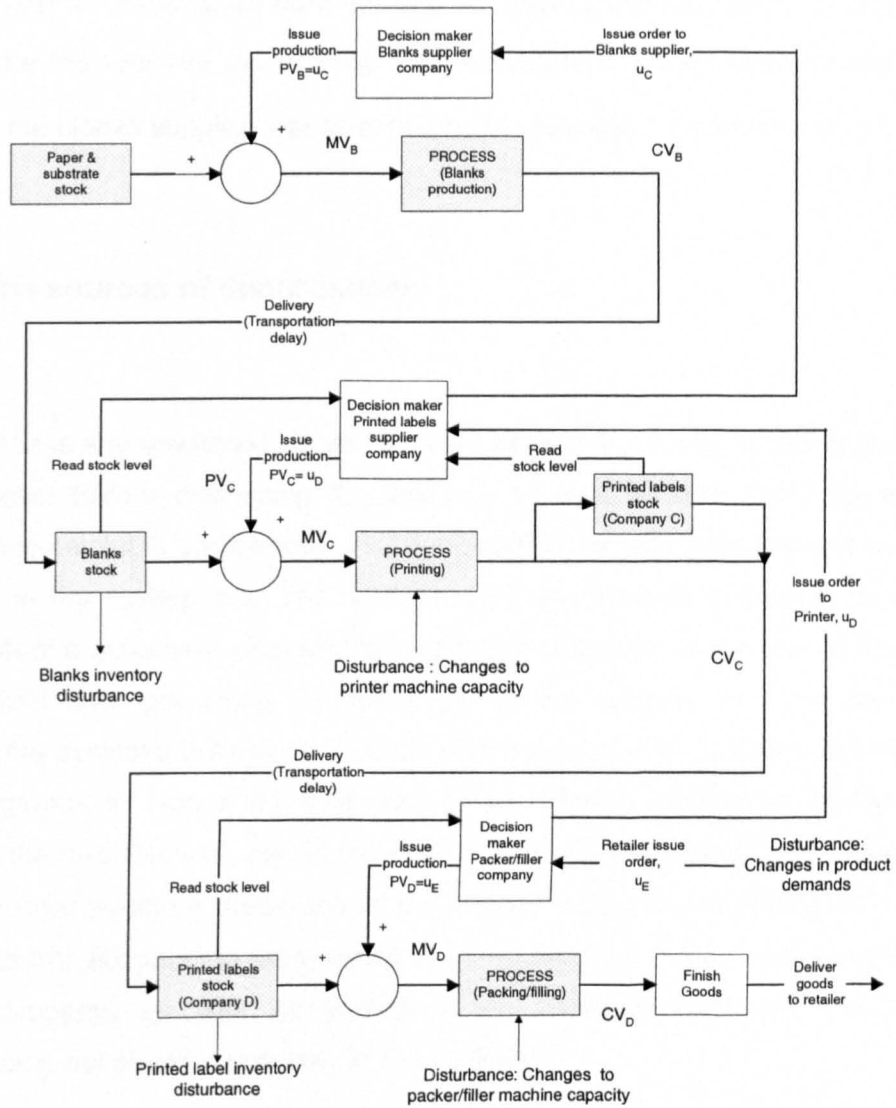 Issue
production
PV_B=u_C
Decision maker
Blanks supplier
company
Issue order to
Blanks supplier,
u_C
Paper &
substrate
stock
+
+
MV_B
PROCESS
(Blanks
production)
CV_B
Delivery
(Transportation
delay)
Decision maker
Printed labels
supplier
company
Read stock level
Issue
production
PV_C= u_D
PV_C
Read
stock level
Printed labels
stock
(Company C)
Blanks
stock
+
+
MV_C
PROCESS
(Printing)
Issue order
to
Printer, u_D
CV_C
Blanks inventory
disturbance
Disturbance : Changes to
printer machine capacity
Delivery
(Transportation
delay)
Read stock level
Issue
production
PV_D=u_E
Decision
maker
Packer/filler
company
Retailer issue
order,
u_E
Disturbance:
Changes in product
demands
Printed labels
stock
(Company D)
+
MV_D
PROCESS
(Packing/filling)
CV_D
Finish
Goods
Deliver
goods
to retailer
Printed label inventory
disturbance
Disturbance: Changes to
packer/filler machine capacity